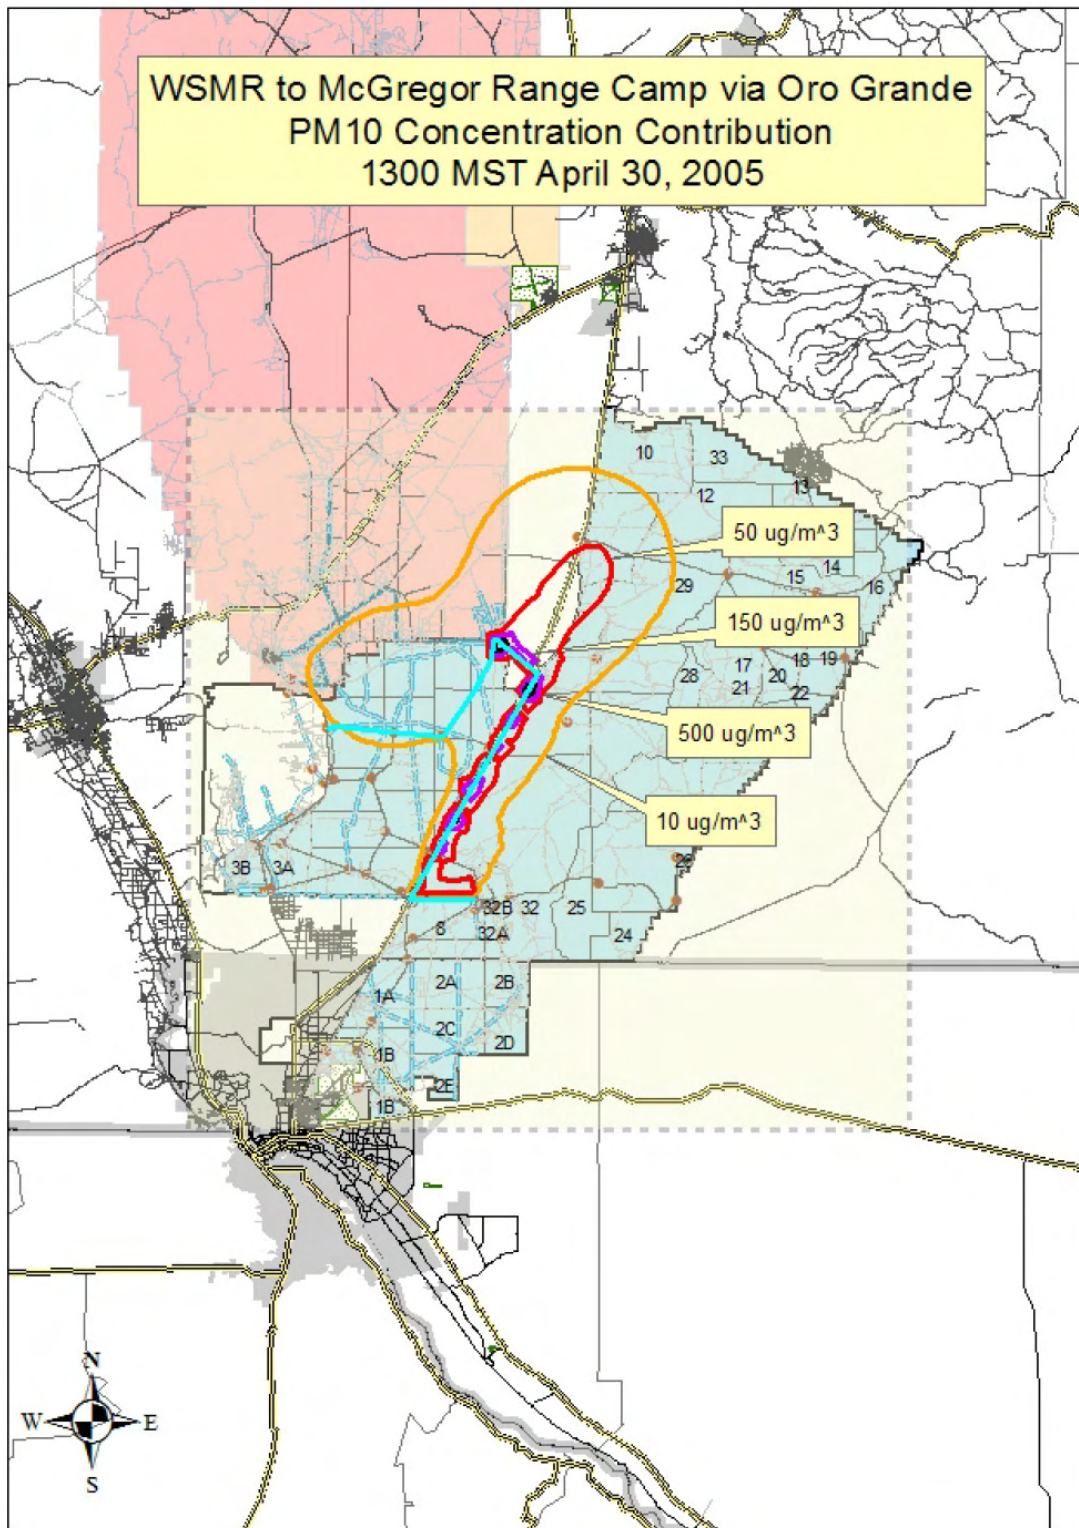 WSMR to McGregor Range Camp via Oro Grande
PM10 Concentration Contribution
1300 MST April 30, 2005
10
33
12
13
50 ug/m^3
14
15
16
29
150 ug/m^3
17
18
19
28
20
21
22
500 ug/m^3
10 ug/m^3
26
3B
3A
32B
32
25
8
32A
24
2A
2B
1A
2C
2D
1B
2E
1B
N
W
E
S